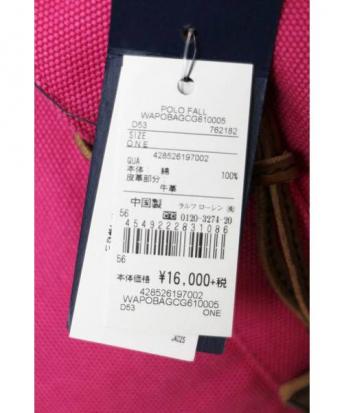 POLO FALL
WAPOBAGCG610005
D53 762182
SIZE
ONE
428526197002
QUA
本体： 綿 100%
皮革部分：
牛革
中国製 ラルフ ローレン ㈱
56 0120-3274-20
4549222831086
56
本体価格 ¥16,000+税
428526197002
WAPOBAGCG610005
D53 ONE